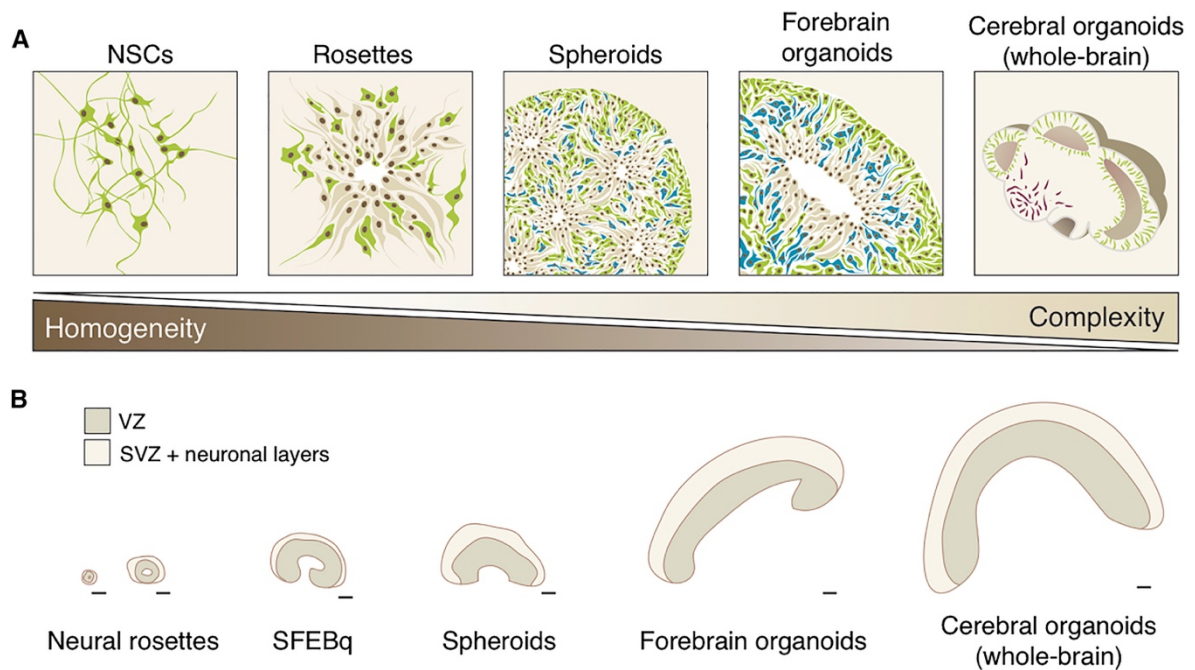 A
NSCs
Rosettes
Spheroids
Forebrain
organoids
Cerebral organoids
(whole-brain)
Homogeneity
Complexity
B
VZ
SVZ + neuronal layers
Neural rosettes
SFEBq
Spheroids
Forebrain organoids
Cerebral organoids
(whole-brain)